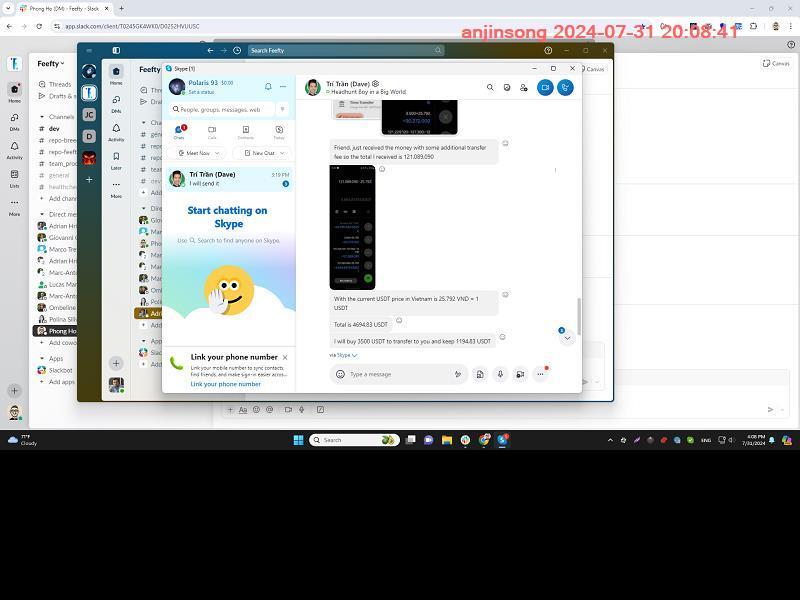 Phong Ho (DM) - Feefty - Slack
app.slack.com/client/T0245GK4WK0/D0252HVUUSC
anjinsong 2024-07-31 20:08:41
Search Feefty
Feefty
Home
DMs
Activity
Lists
More
Threads
Drafts &
Channels
dev
repo-bree
repo-feeft
team_proc
general
healthche
Add chann
Direct mes
Adrian Hri
Giovanni C
Marco Tre
Adrian Hri
Marc-Anto
Lucas Mar
Marc-Anto
Ombeline
Polina Sili
Phong Ho
Add cowo
Apps
Slackbot
Add apps
JC
D
Home
DMs
Activity
Later
More
Feefty
Canvas
Canvas
Skype [1]
Polaris 93 $0.00
Set a status
People, groups, messages, web
Chats
Calls
Contacts
Today
Meet Now
New Chat
Trí Trần (Dave)
3:19 PM
I will send it
Start chatting on
Skype
Use Search to find anyone on Skype.
Link your phone number
Link your mobile number to sync contacts,
find friends, and make sign-in easier acros...
Link your phone number
Trí Trần (Dave)
Headhunt Boy in a Big World
Friend, just received the money with some additional transfer
fee so the total I received is 121.089.090
With the current USDT price in Vietnam is 25.792 VND = 1
USDT
Total is 4694.83 USDT
I will buy 3500 USDT to transfer to you and keep 1194.83 USDT
via Skype
Type a message
77°F
Cloudy
Search
ENG
4:08 PM
7/31/2024